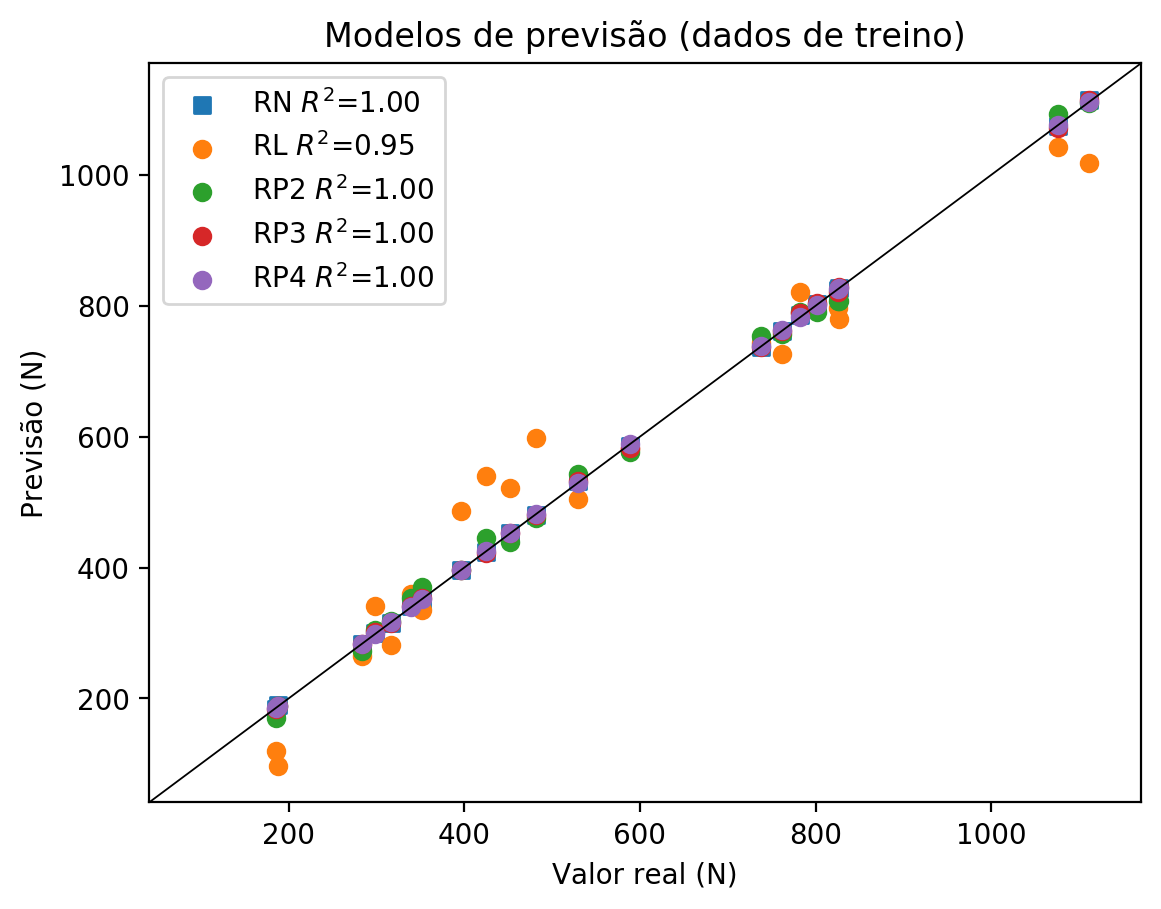 Modelos de previsão (dados de treino)
RN R²=1.00
RL R²=0.95
RP2 R²=1.00
RP3 R²=1.00
RP4 R²=1.00
Previsão (N)
1000
800
600
400
200
200 400 600 800 1000
Valor real (N)